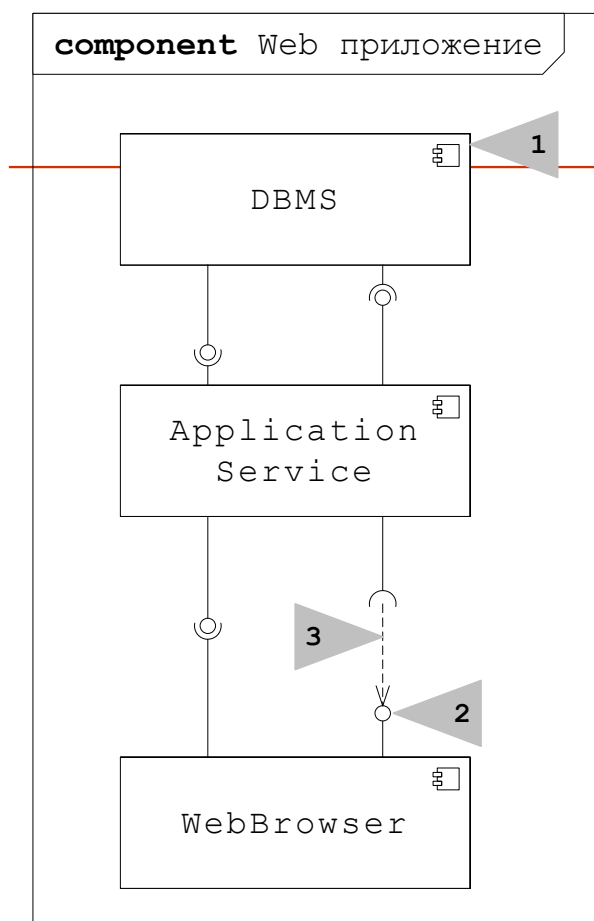 component Web приложение
1
DBMS
Application
Service
3
2
WebBrowser